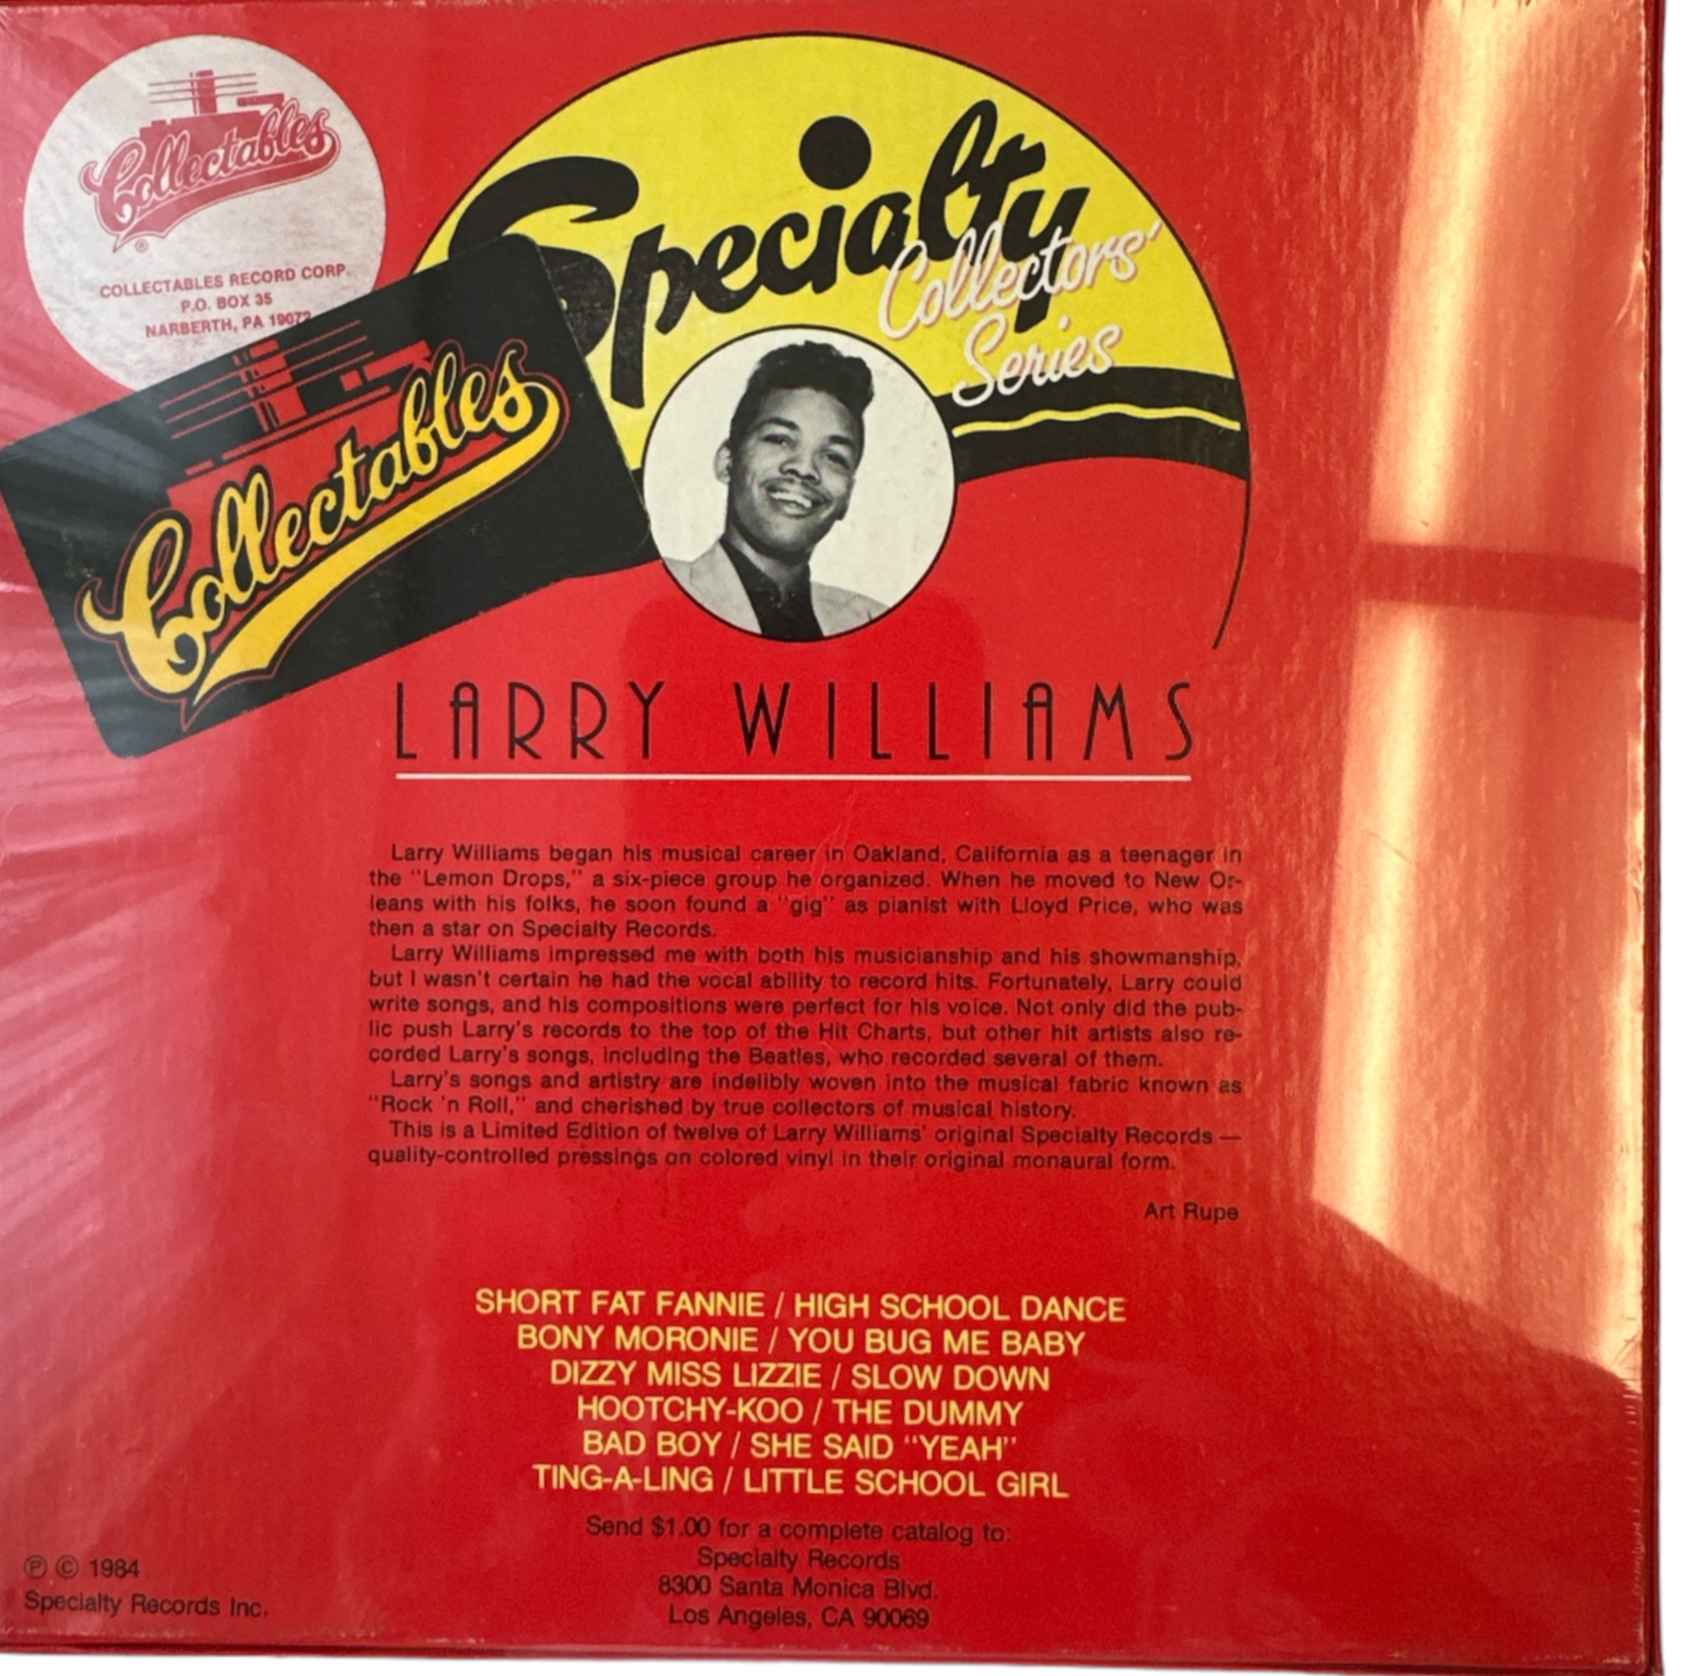 Collectables
®
COLLECTABLES RECORD CORP.
P.O. BOX 35
NARBERTH, PA 19072
Collectables
Specialty
Collectors'
Series
LARRY WILLIAMS
Larry Williams began his musical career in Oakland, California as a teenager in
the "Lemon Drops," a six-piece group he organized. When he moved to New Or-
leans with his folks, he soon found a "gig" as pianist with Lloyd Price, who was
then a star on Specialty Records.
Larry Williams impressed me with both his musicianship and his showmanship,
but I wasn't certain he had the vocal ability to record hits. Fortunately, Larry could
write songs, and his compositions were perfect for his voice. Not only did the pub-
lic push Larry's records to the top of the Hit Charts, but other hit artists also re-
corded Larry's songs, including the Beatles, who recorded several of them.
Larry's songs and artistry are indelibly woven into the musical fabric known as
"Rock 'n Roll," and cherished by true collectors of musical history.
This is a Limited Edition of twelve of Larry Williams' original Specialty Records —
quality-controlled pressings on colored vinyl in their original monaural form.
Art Rupe
SHORT FAT FANNIE / HIGH SCHOOL DANCE
BONY MORONIE / YOU BUG ME BABY
DIZZY MISS LIZZIE / SLOW DOWN
HOOTCHY-KOO / THE DUMMY
BAD BOY / SHE SAID "YEAH"
TING-A-LING / LITTLE SCHOOL GIRL
Send $1.00 for a complete catalog to:
Specialty Records
8300 Santa Monica Blvd.
Los Angeles, CA 90069
℗ © 1984
Specialty Records Inc.